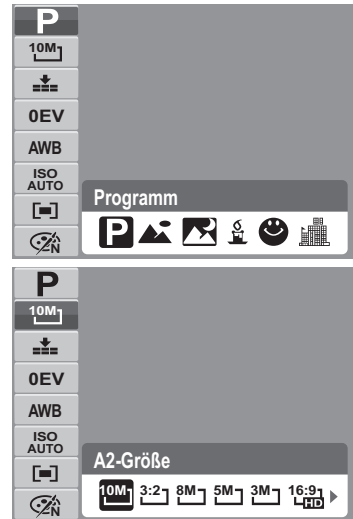 P
10M
0EV
AWB
ISO
AUTO
N
Programm
P
P
10M
0EV
AWB
ISO
AUTO
N
A2-Größe
10M 3:2 8M 5M 3M 16:9
HD